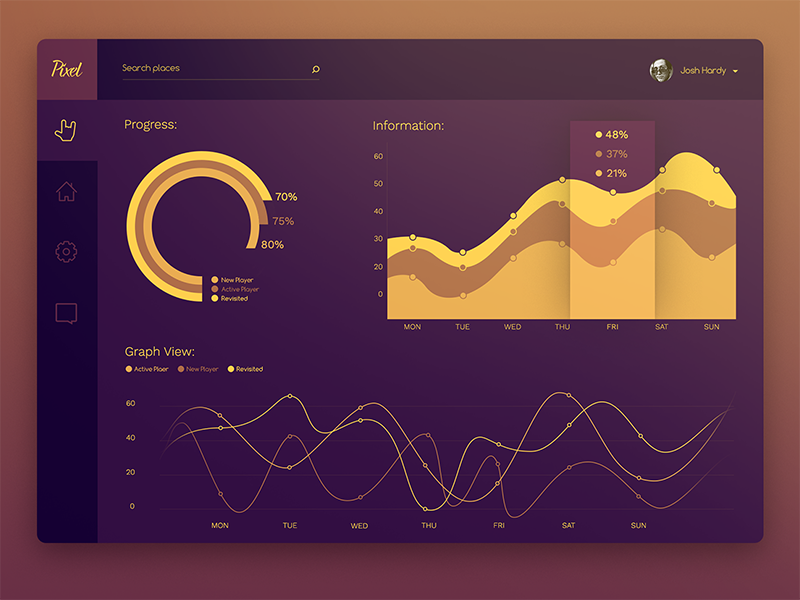 Pixel
Search places
Josh Hardy
Progress:
70%
75%
80%
New Player
Active Player
Revisited
Information:
48%
37%
21%
60
50
40
30
20
0
MON TUE WED THU FRI SAT SUN
Graph View:
Active Plaer New Player Revisited
60
40
20
0
MON TUE WED THU FRI SAT SUN